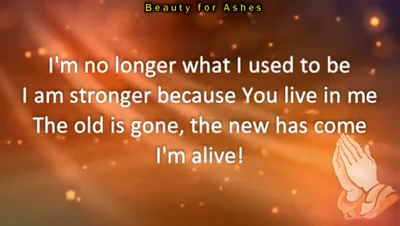 Beauty for Ashes
I'm no longer what I used to be
I am stronger because You live in me
The old is gone, the new has come
I'm alive!